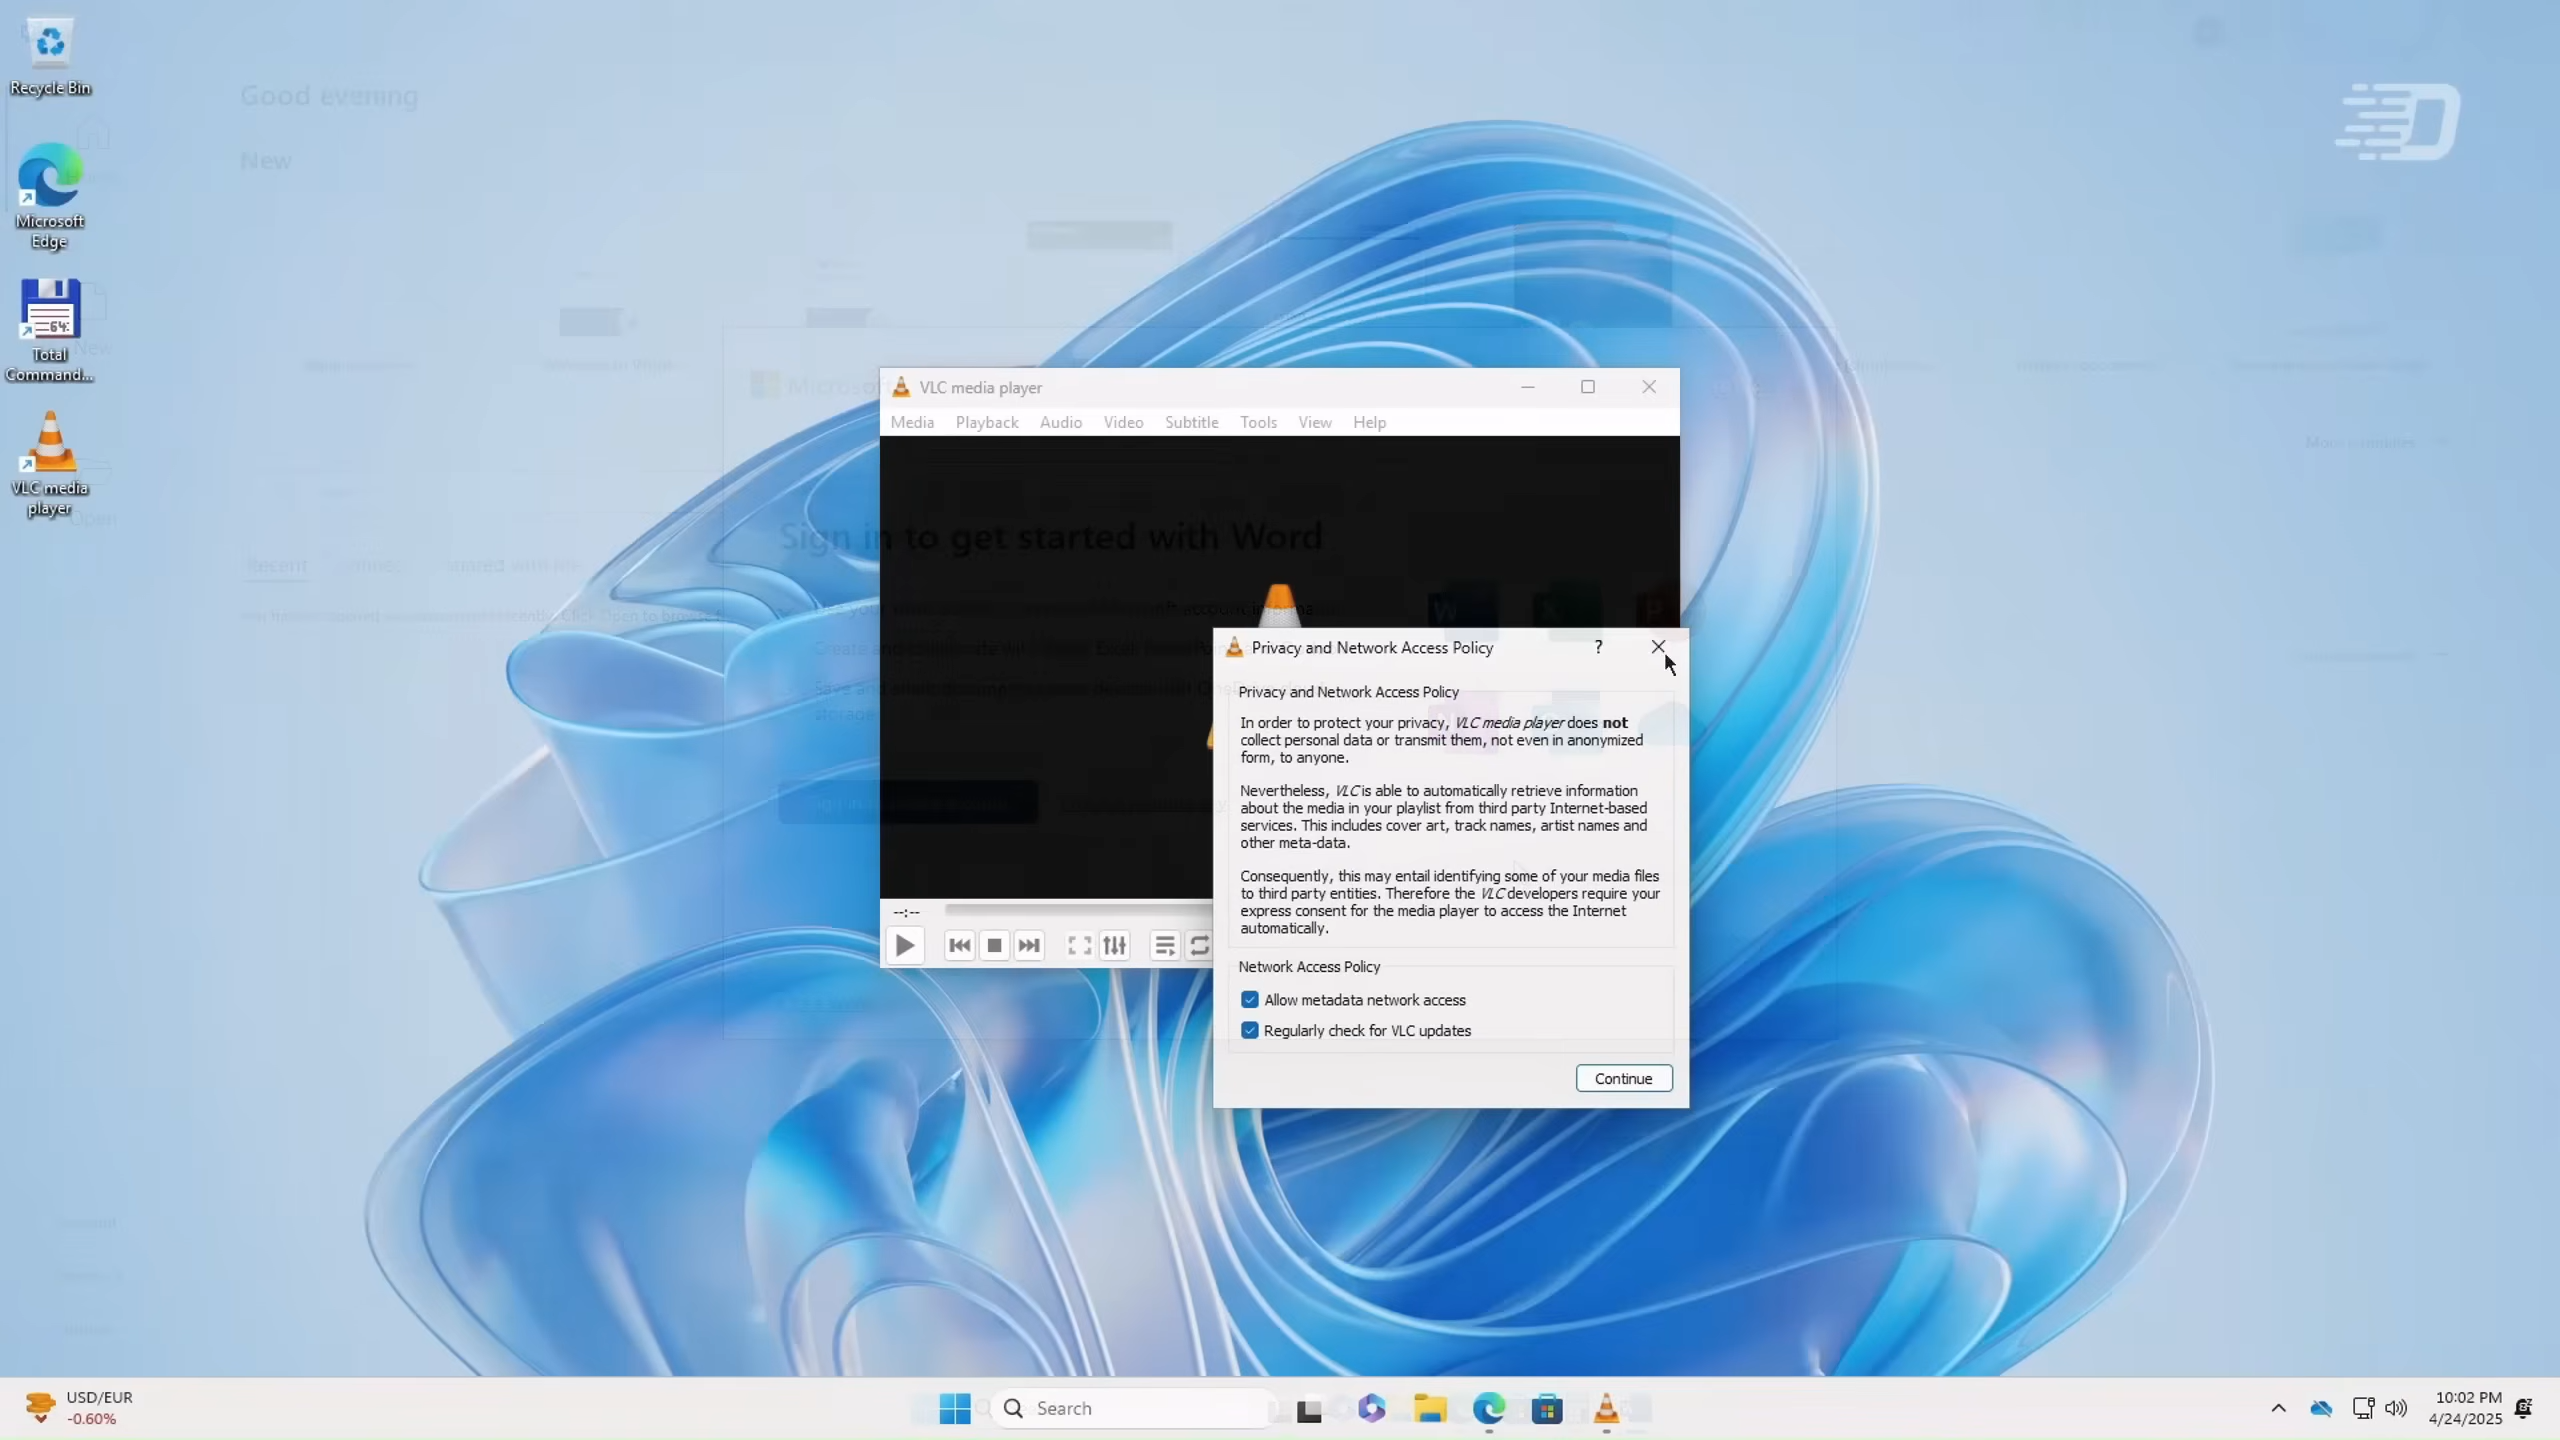 Recycle Bin
Microsoft
Edge
Total
Command...
VLC media
player
Good evening
New
New
Open
Recent
Microsoft
Sign in to get started with Word
VLC media player
Media Playback Audio Video Subtitle Tools View Help
--:--
Privacy and Network Access Policy ?
Privacy and Network Access Policy
In order to protect your privacy, VLC media player does not
collect personal data or transmit them, not even in anonymized
form, to anyone.
Nevertheless, VLC is able to automatically retrieve information
about the media in your playlist from third party Internet-based
services. This includes cover art, track names, artist names and
other meta-data.
Consequently, this may entail identifying some of your media files
to third party entities. Therefore the VLC developers require your
express consent for the media player to access the Internet
automatically.
Network Access Policy
Allow metadata network access
Regularly check for VLC updates
Continue
USD/EUR
-0.60%
Search
10:02 PM
4/24/2025